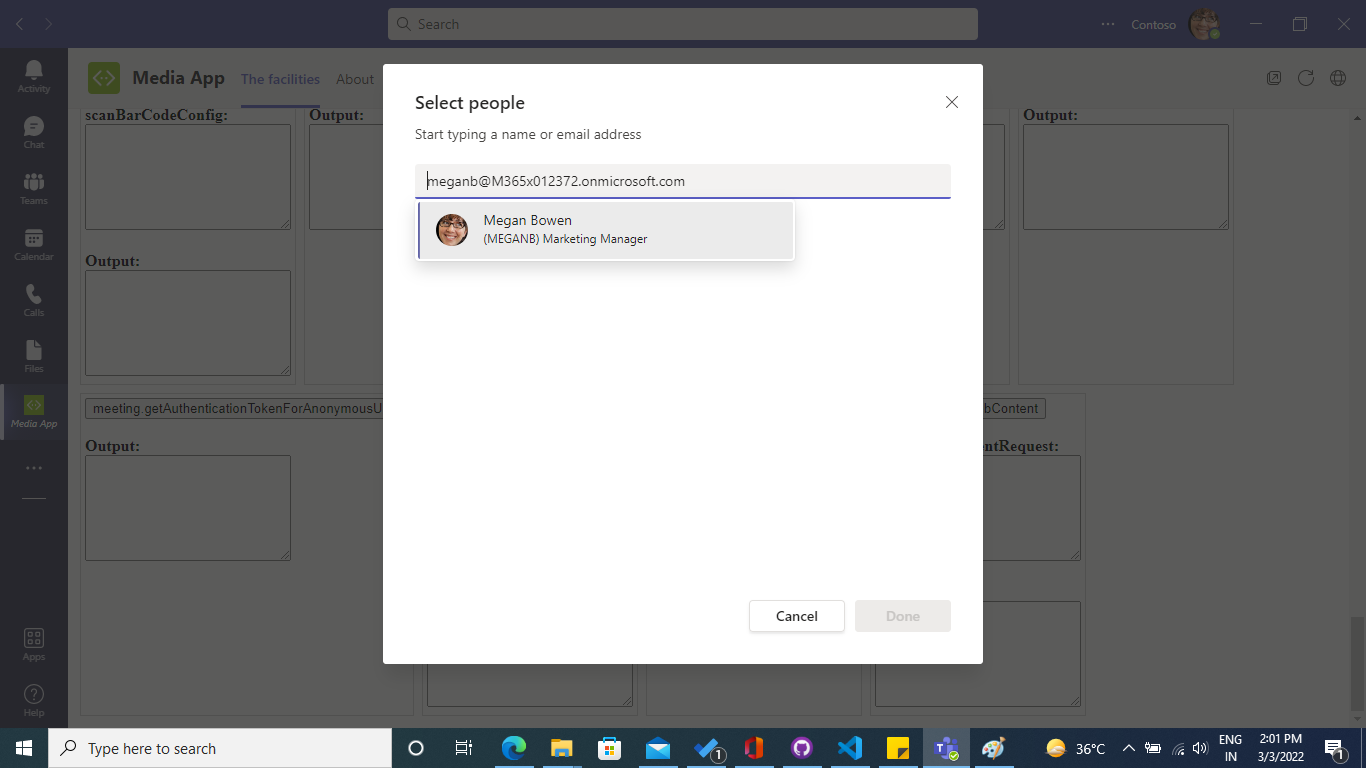 Search
Contoso
Activity
Chat
Teams
Calendar
Calls
Files
Media App
Apps
Help
Media App
The facilities
About
scanBarCodeConfig:
Output:
Output:
Output:
meeting.getAuthenticationTokenForAnonymousU
bContent
Output:
ntRequest:
Select people
Start typing a name or email address
meganb@M365x012372.onmicrosoft.com
Megan Bowen
(MEGANB) Marketing Manager
Cancel
Done
Type here to search
1
36°C
ENG
IN
2:01 PM
3/3/2022
1